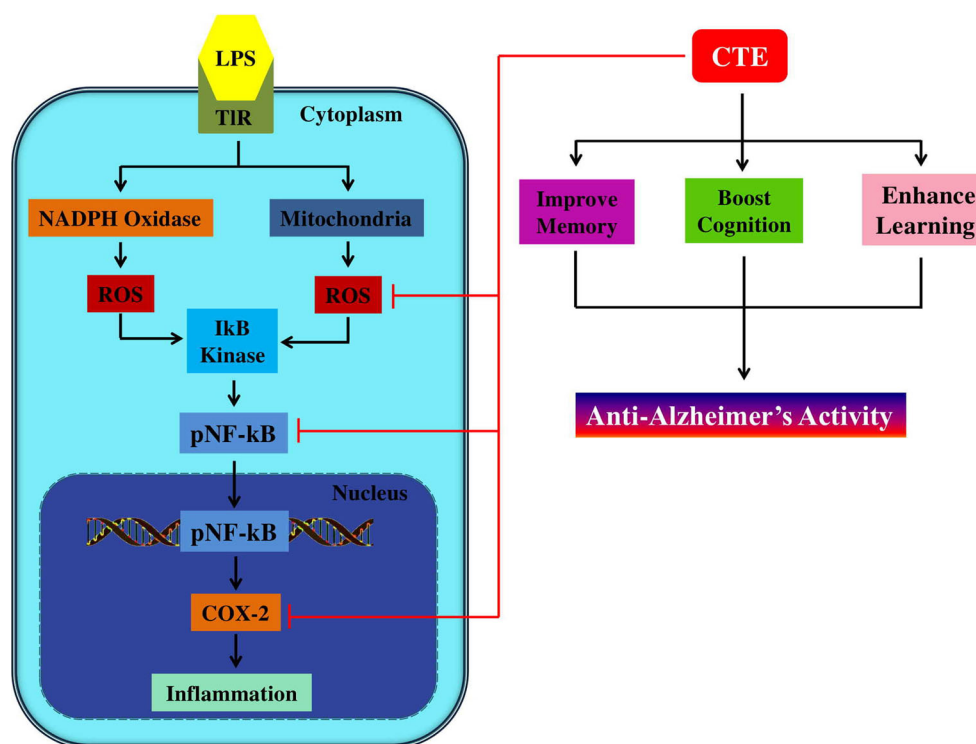 LPS
TlR
Cytoplasm
NADPH Oxidase
Mitochondria
ROS
ROS
IkB
Kinase
pNF-kB
Nucleus
pNF-kB
COX-2
Inflammation
CTE
Improve
Memory
Boost
Cognition
Enhance
Learning
Anti-Alzheimer's Activity